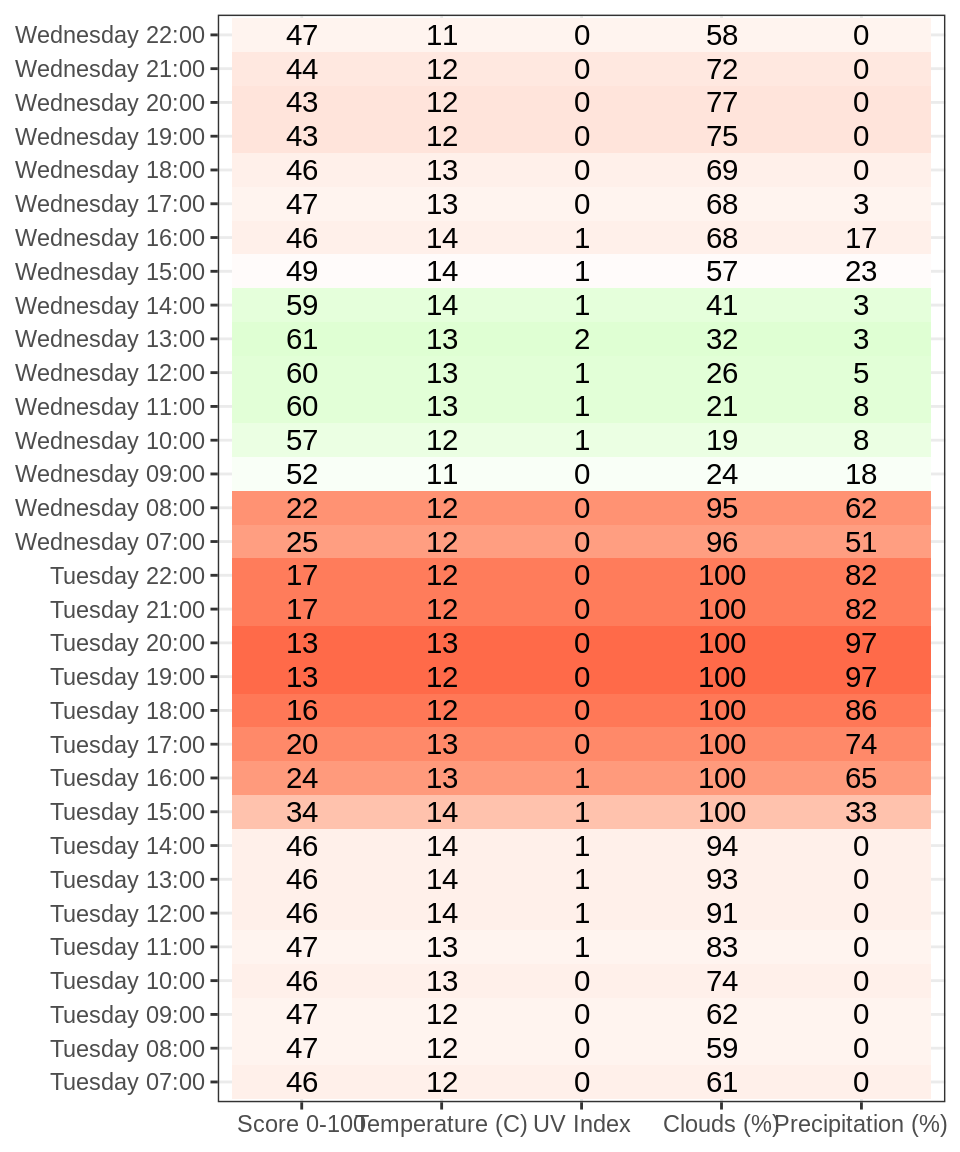 Wednesday 22:00 47 11 0 58 0
Wednesday 21:00 44 12 0 72 0
Wednesday 20:00 43 12 0 77 0
Wednesday 19:00 43 12 0 75 0
Wednesday 18:00 46 13 0 69 0
Wednesday 17:00 47 13 0 68 3
Wednesday 16:00 46 14 1 68 17
Wednesday 15:00 49 14 1 57 23
Wednesday 14:00 59 14 1 41 3
Wednesday 13:00 61 13 2 32 3
Wednesday 12:00 60 13 1 26 5
Wednesday 11:00 60 13 1 21 8
Wednesday 10:00 57 12 1 19 8
Wednesday 09:00 52 11 0 24 18
Wednesday 08:00 22 12 0 95 62
Wednesday 07:00 25 12 0 96 51
Tuesday 22:00 17 12 0 100 82
Tuesday 21:00 17 12 0 100 82
Tuesday 20:00 13 13 0 100 97
Tuesday 19:00 13 12 0 100 97
Tuesday 18:00 16 12 0 100 86
Tuesday 17:00 20 13 0 100 74
Tuesday 16:00 24 13 1 100 65
Tuesday 15:00 34 14 1 100 33
Tuesday 14:00 46 14 1 94 0
Tuesday 13:00 46 14 1 93 0
Tuesday 12:00 46 14 1 91 0
Tuesday 11:00 47 13 1 83 0
Tuesday 10:00 46 13 0 74 0
Tuesday 09:00 47 12 0 62 0
Tuesday 08:00 47 12 0 59 0
Tuesday 07:00 46 12 0 61 0
Score 0-100 Temperature (C) UV Index Clouds (%) Precipitation (%)